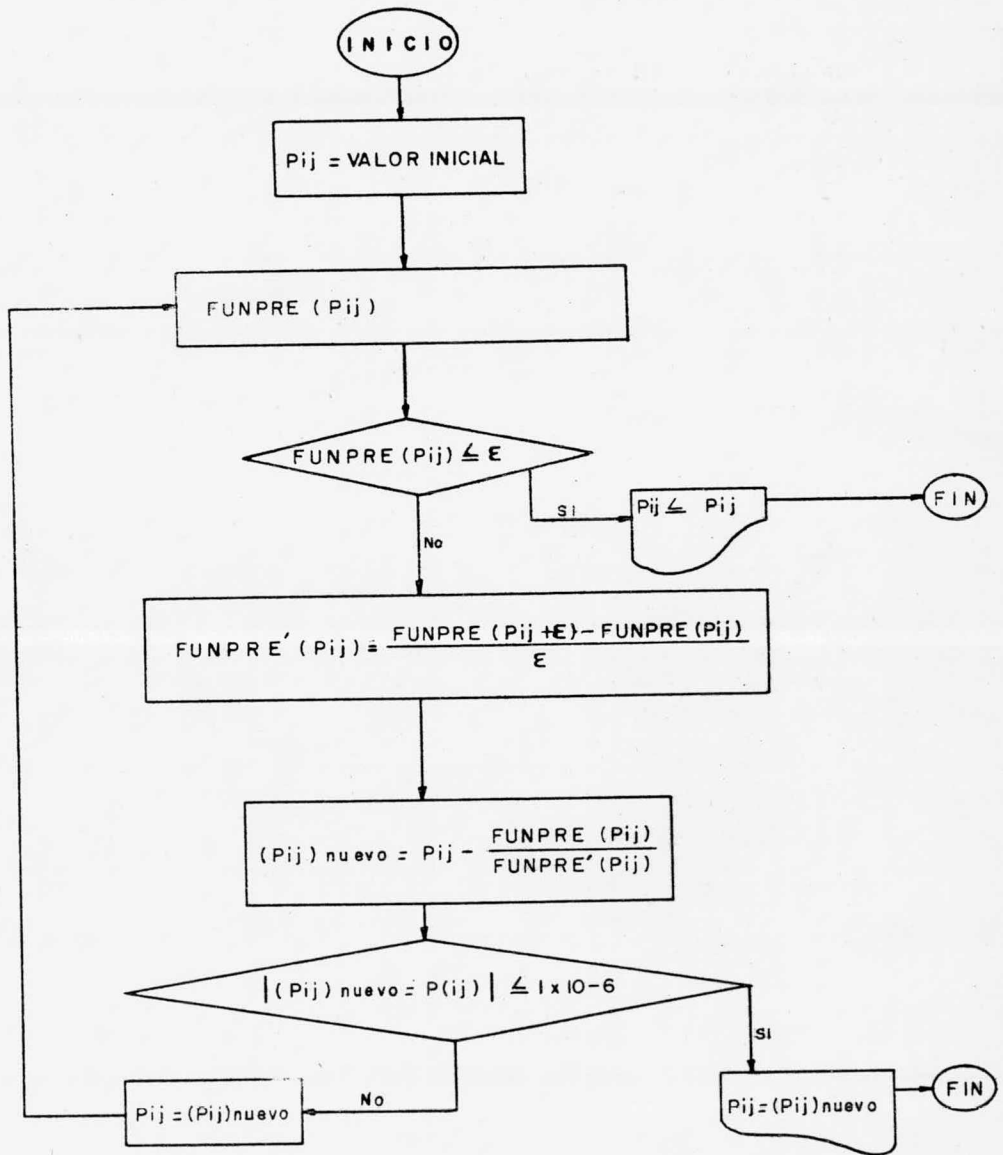 INICIO
Pij = VALOR INICIAL
FUNPRE (Pij)
FUNPRE (Pij) ≤ ε
Si
Pij ≤ Pij
FIN
No
FUNPRE' (Pij) = FUNPRE (Pij +ε) - FUNPRE (Pij)
ε
(Pij) nuevo = Pij - FUNPRE (Pij)
FUNPRE' (Pij)
|(Pij) nuevo = P(ij)| ≤ 1 x 10-6
Si
No
Pij = (Pij) nuevo
Pij = (Pij) nuevo
FIN